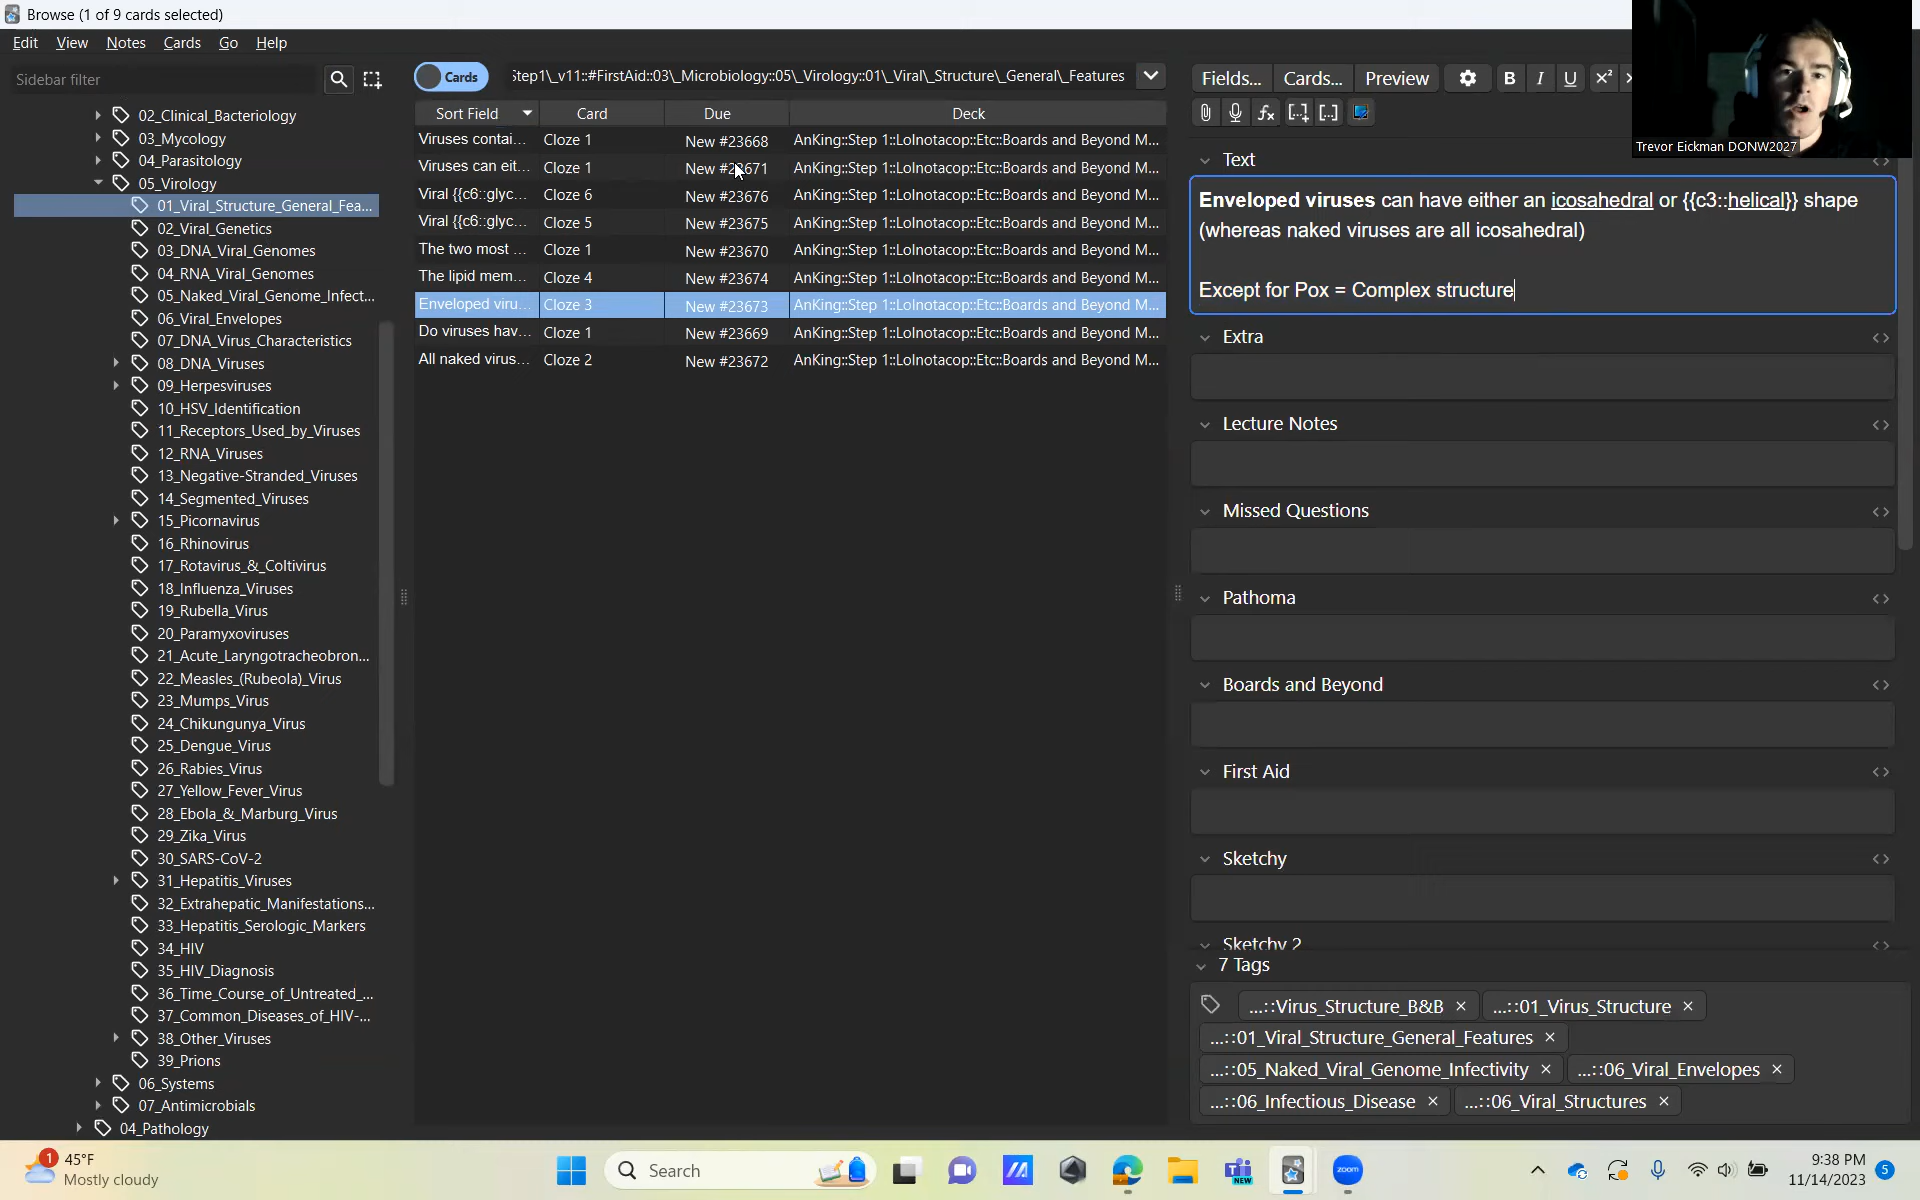 Browse (1 of 9 cards selected)
Edit View Notes Cards Go Help
Sidebar filter
02_Clinical_Bacteriology
03_Mycology
04_Parasitology
05_Virology
01_Viral_Structure_General_Fea...
02_Viral_Genetics
03_DNA_Viral_Genomes
04_RNA_Viral_Genomes
05_Naked_Viral_Genome_Infect...
06_Viral_Envelopes
07_DNA_Virus_Characteristics
08_DNA_Viruses
09_Herpesviruses
10_HSV_Identification
11_Receptors_Used_by_Viruses
12_RNA_Viruses
13_Negative-Stranded_Viruses
14_Segmented_Viruses
15_Picornavirus
16_Rhinovirus
17_Rotavirus_&_Coltivirus
18_Influenza_Viruses
19_Rubella_Virus
20_Paramyxoviruses
21_Acute_Laryngotracheobron...
22_Measles_(Rubeola)_Virus
23_Mumps_Virus
24_Chikungunya_Virus
25_Dengue_Virus
26_Rabies_Virus
27_Yellow_Fever_Virus
28_Ebola_&_Marburg_Virus
29_Zika_Virus
30_SARS-CoV-2
31_Hepatitis_Viruses
32_Extrahepatic_Manifestations...
33_Hepatitis_Serologic_Markers
34_HIV
35_HIV_Diagnosis
36_Time_Course_of_Untreated_...
37_Common_Diseases_of_HIV-...
38_Other_Viruses
39_Prions
06_Systems
07_Antimicrobials
04_Pathology
Cards
Step1\_v11::#FirstAid::03\_Microbiology::05\_Virology::01\_Viral\_Structure\_General\_Features
Sort Field Card Due Deck
Viruses contai... Cloze 1 New #23668 AnKing::Step 1::Lolnotacop::Etc::Boards and Beyond M...
Viruses can eit... Cloze 1 New #23671 AnKing::Step 1::Lolnotacop::Etc::Boards and Beyond M...
Viral {{c6::glyc... Cloze 6 New #23676 AnKing::Step 1::Lolnotacop::Etc::Boards and Beyond M...
Viral {{c6::glyc... Cloze 5 New #23675 AnKing::Step 1::Lolnotacop::Etc::Boards and Beyond M...
The two most ... Cloze 1 New #23670 AnKing::Step 1::Lolnotacop::Etc::Boards and Beyond M...
The lipid mem... Cloze 4 New #23674 AnKing::Step 1::Lolnotacop::Etc::Boards and Beyond M...
Enveloped viru... Cloze 3 New #23673 AnKing::Step 1::Lolnotacop::Etc::Boards and Beyond M...
Do viruses hav... Cloze 1 New #23669 AnKing::Step 1::Lolnotacop::Etc::Boards and Beyond M...
All naked virus... Cloze 2 New #23672 AnKing::Step 1::Lolnotacop::Etc::Boards and Beyond M...
Fields... Cards... Preview B I U x²
fx [...]+ [...]
Trevor Eickman DONW2027
Text
Enveloped viruses can have either an icosahedral or {{c3::helical}} shape
(whereas naked viruses are all icosahedral)
Except for Pox = Complex structure
Extra
Lecture Notes
Missed Questions
Pathoma
Boards and Beyond
First Aid
Sketchy
Sketchy 2
7 Tags
...::Virus_Structure_B&B × ...::01_Virus_Structure ×
...::01_Viral_Structure_General_Features ×
...::05_Naked_Viral_Genome_Infectivity × ...::06_Viral_Envelopes ×
...::06_Infectious_Disease × ...::06_Viral_Structures ×
1
45°F
Mostly cloudy
Search
NEW
zoom
9:38 PM
11/14/2023
5